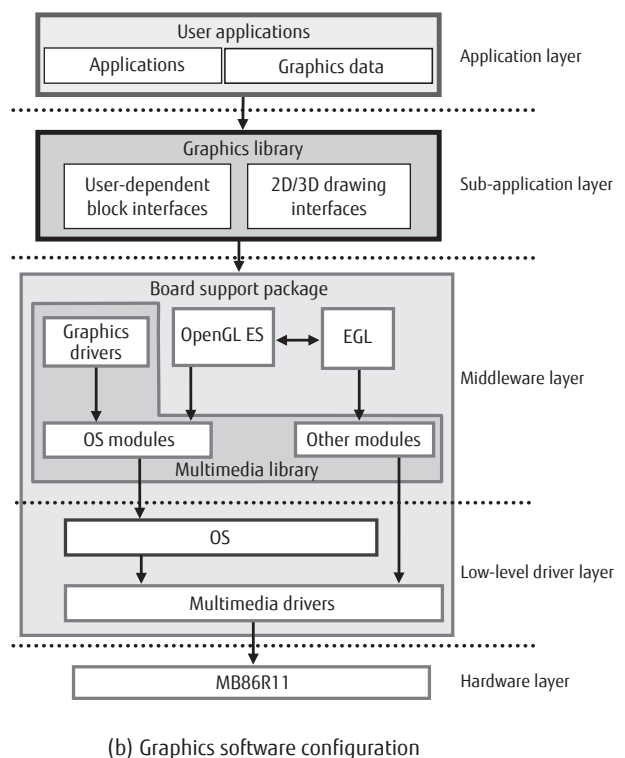 User applications
Applications
Graphics data
Application layer
Graphics library
User-dependent
block interfaces
2D/3D drawing
interfaces
Sub-application layer
Board support package
Graphics
drivers
OpenGL ES
EGL
Middleware layer
OS modules
Other modules
Multimedia library
OS
Low-level driver layer
Multimedia drivers
MB86R11
Hardware layer
(b) Graphics software configuration